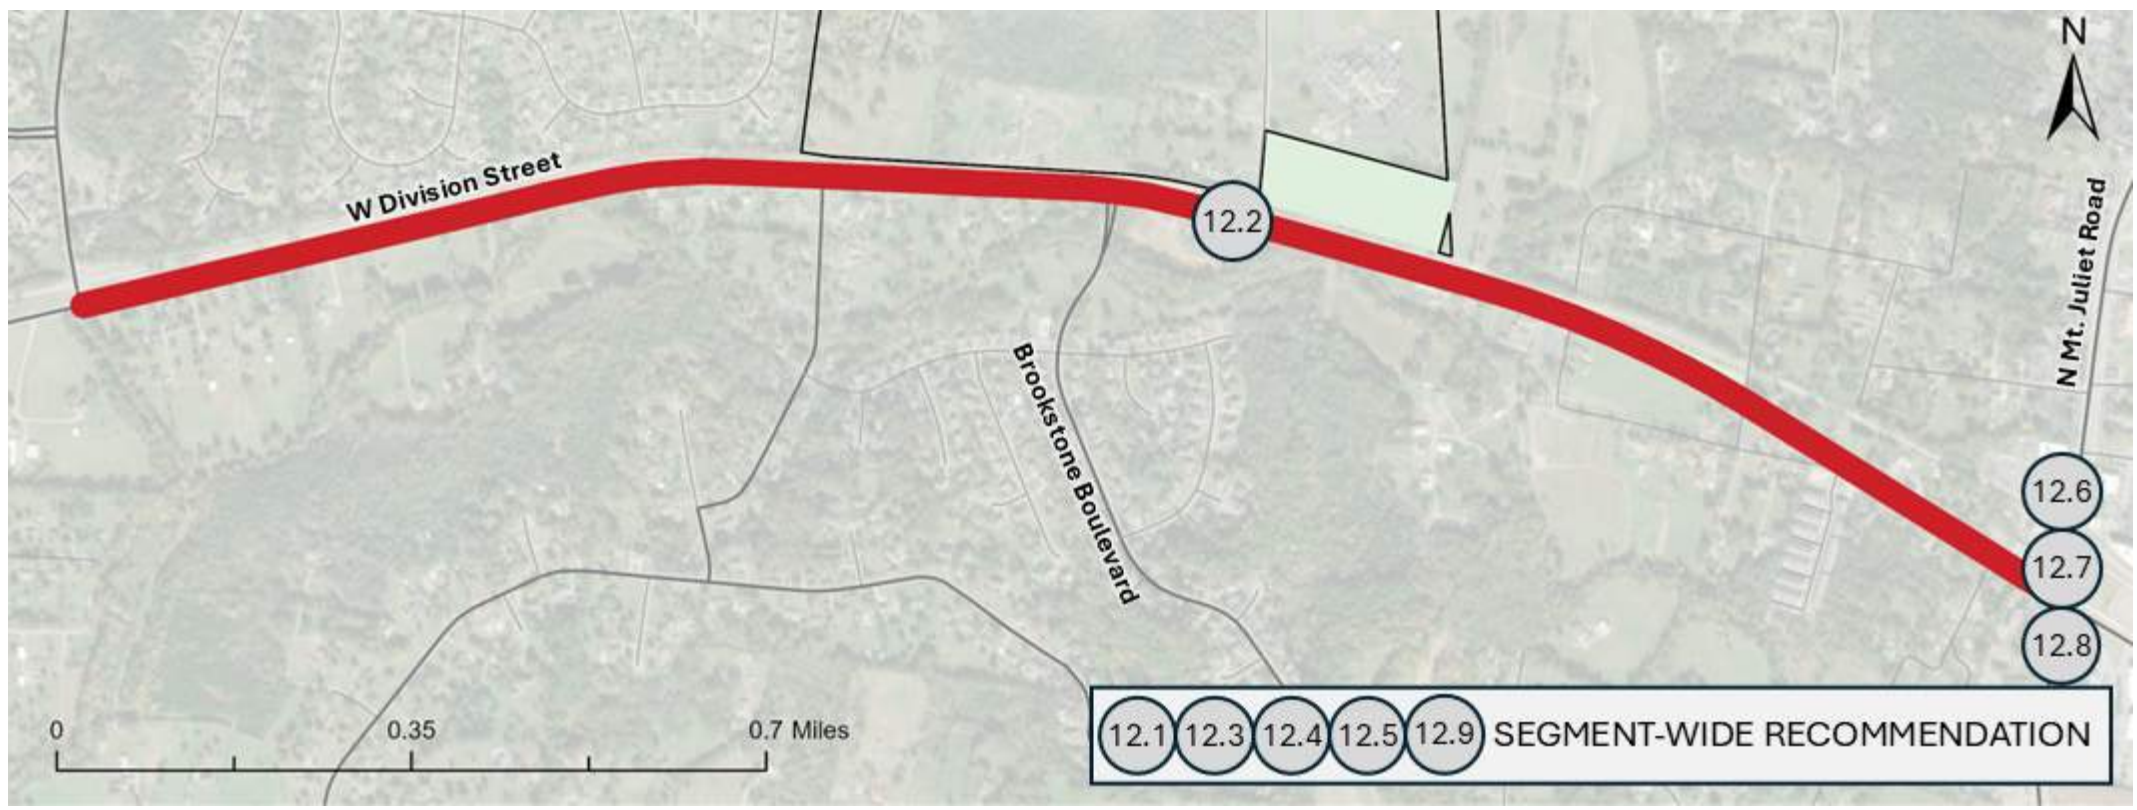 N
W Division Street
12.2
N Mt. Juliet Road
Brookstone Boulevard
12.6
12.7
12.8
0 0.35 0.7 Miles
12.1 12.3 12.4 12.5 12.9 SEGMENT-WIDE RECOMMENDATION